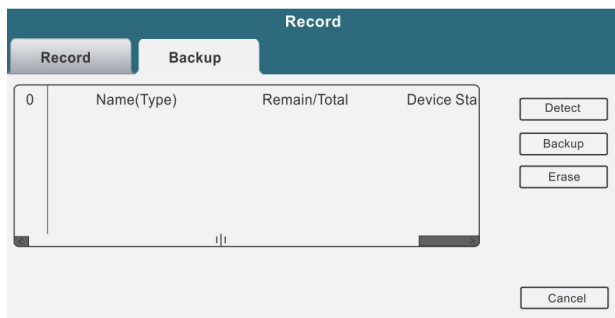 Record
Record Backup
0 Name(Type) Remain/Total Device Sta
Detect
Backup
Erase
Cancel